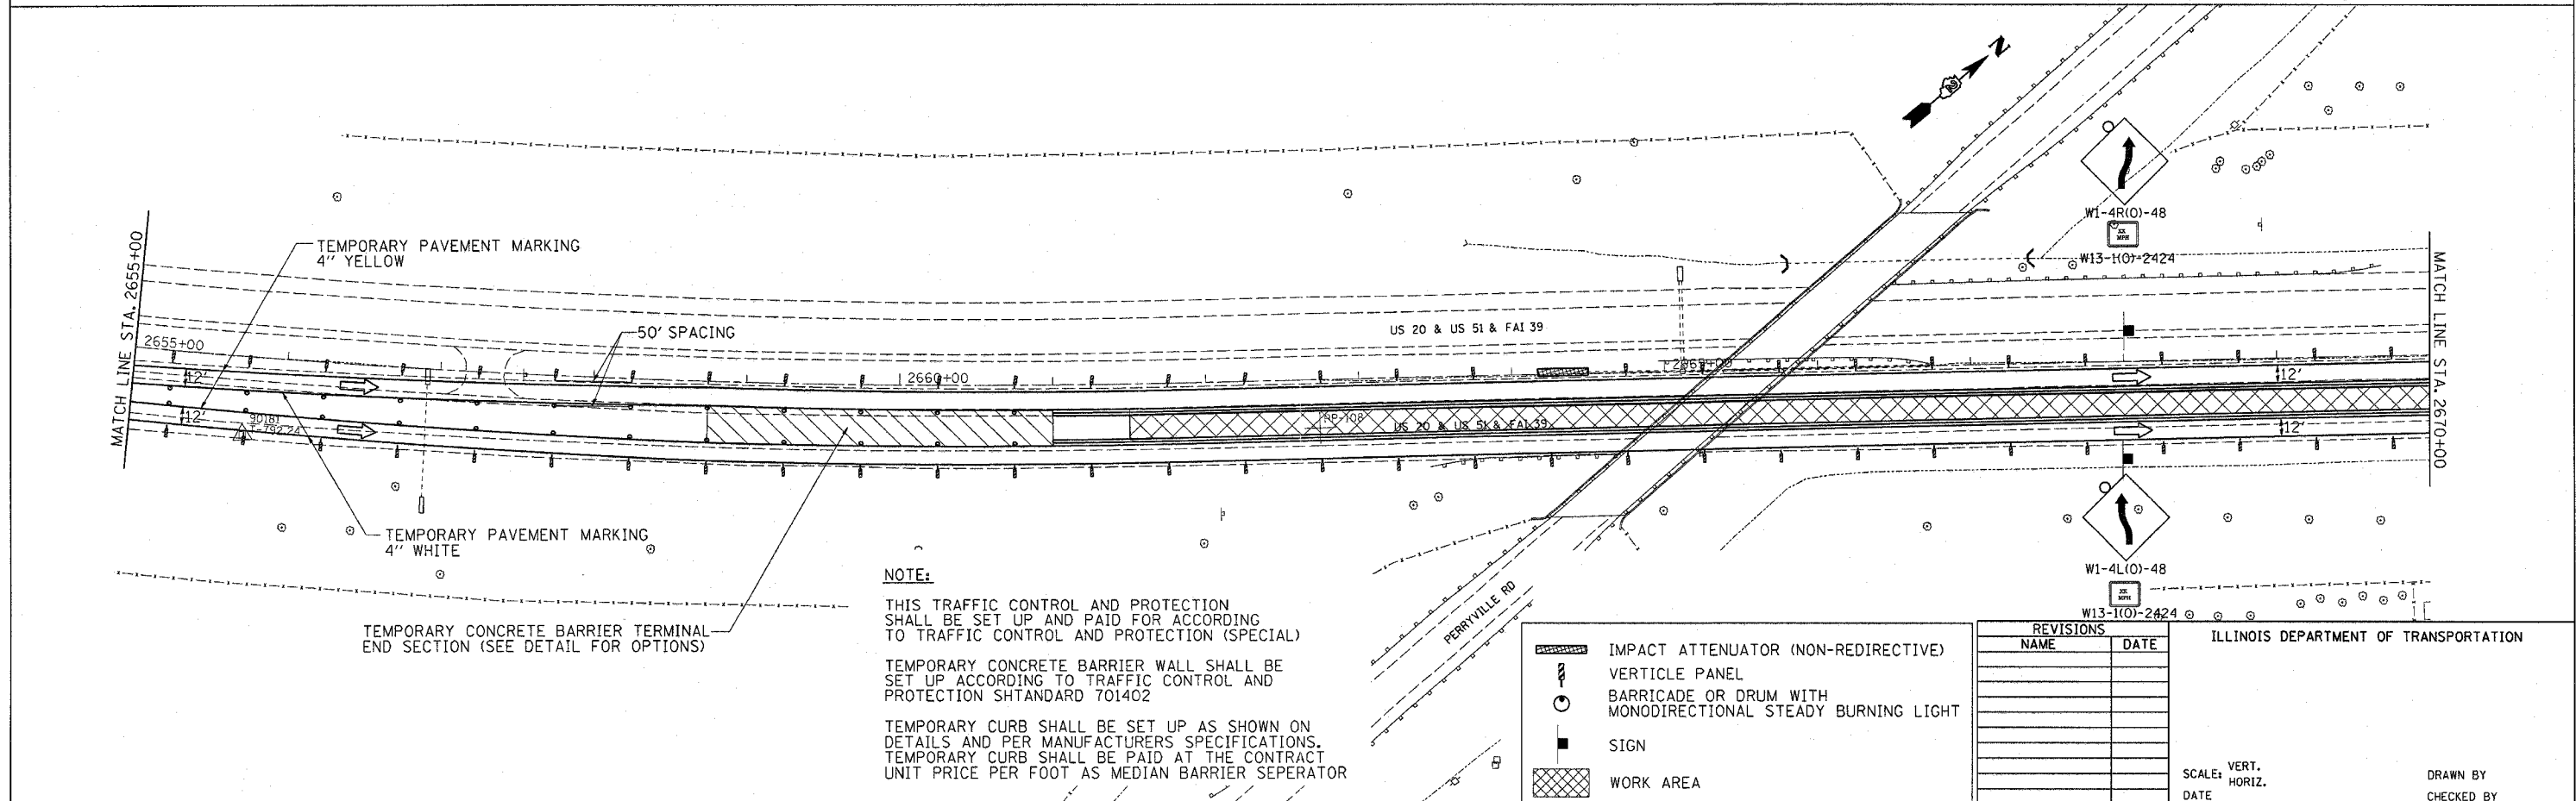 N
W1-4R(O)-48
XX
MPH
W13-1(O)-2424
MATCH LINE STA. 2655+00
TEMPORARY PAVEMENT MARKING
4" YELLOW
50' SPACING
US 20 & US 51 & FAI 39
2655+00
2660+00
12'
12'
12'
12'
90181
US 20 & US 51 & FAI 39
MATCH LINE STA. 2670+00
TEMPORARY PAVEMENT MARKING
4" WHITE
W1-4L(O)-48
XX
MPH
W13-1(O)-2424
TEMPORARY CONCRETE BARRIER TERMINAL
END SECTION (SEE DETAIL FOR OPTIONS)
NOTE:
THIS TRAFFIC CONTROL AND PROTECTION
SHALL BE SET UP AND PAID FOR ACCORDING
TO TRAFFIC CONTROL AND PROTECTION (SPECIAL)
TEMPORARY CONCRETE BARRIER WALL SHALL BE
SET UP ACCORDING TO TRAFFIC CONTROL AND
PROTECTION SHTANDARD 701402
TEMPORARY CURB SHALL BE SET UP AS SHOWN ON
DETAILS AND PER MANUFACTURERS SPECIFICATIONS.
TEMPORARY CURB SHALL BE PAID AT THE CONTRACT
UNIT PRICE PER FOOT AS MEDIAN BARRIER SEPERATOR
PERRYVILLE RD
IMPACT ATTENUATOR (NON-REDIRECTIVE)
VERTICLE PANEL
BARRICADE OR DRUM WITH
MONODIRECTIONAL STEADY BURNING LIGHT
SIGN
WORK AREA
REVISIONS
NAME DATE
ILLINOIS DEPARTMENT OF TRANSPORTATION
SCALE: VERT.
HORIZ.
DATE
DRAWN BY
CHECKED BY